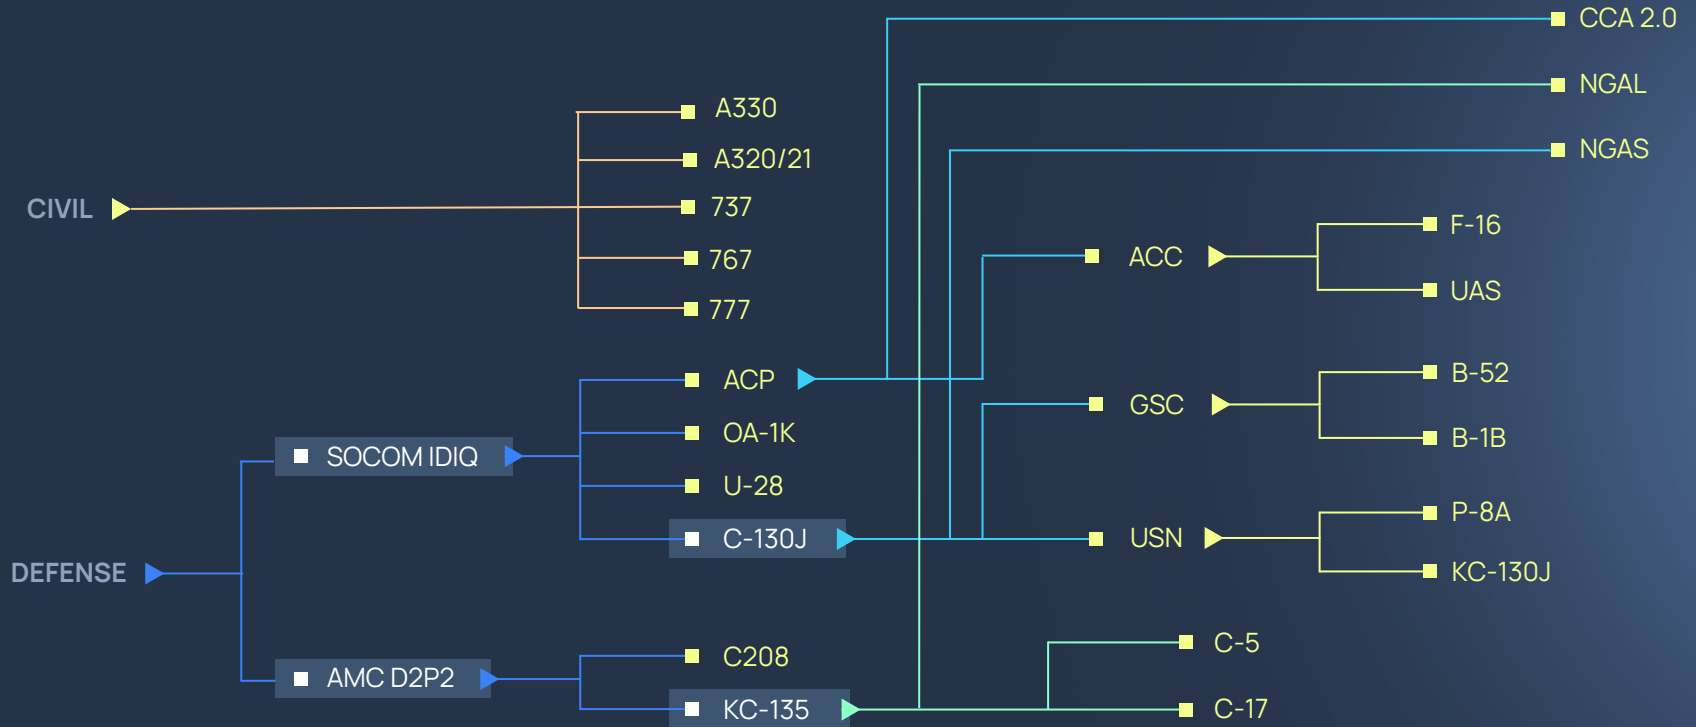 CCA 2.0
NGAL
NGAS
CIVIL
A330
A320/21
737
767
777
DEFENSE
SOCOM IDIQ
ACP
OA-1K
U-28
C-130J
ACC
F-16
UAS
GSC
B-52
B-1B
USN
P-8A
KC-130J
AMC D2P2
C208
KC-135
C-5
C-17